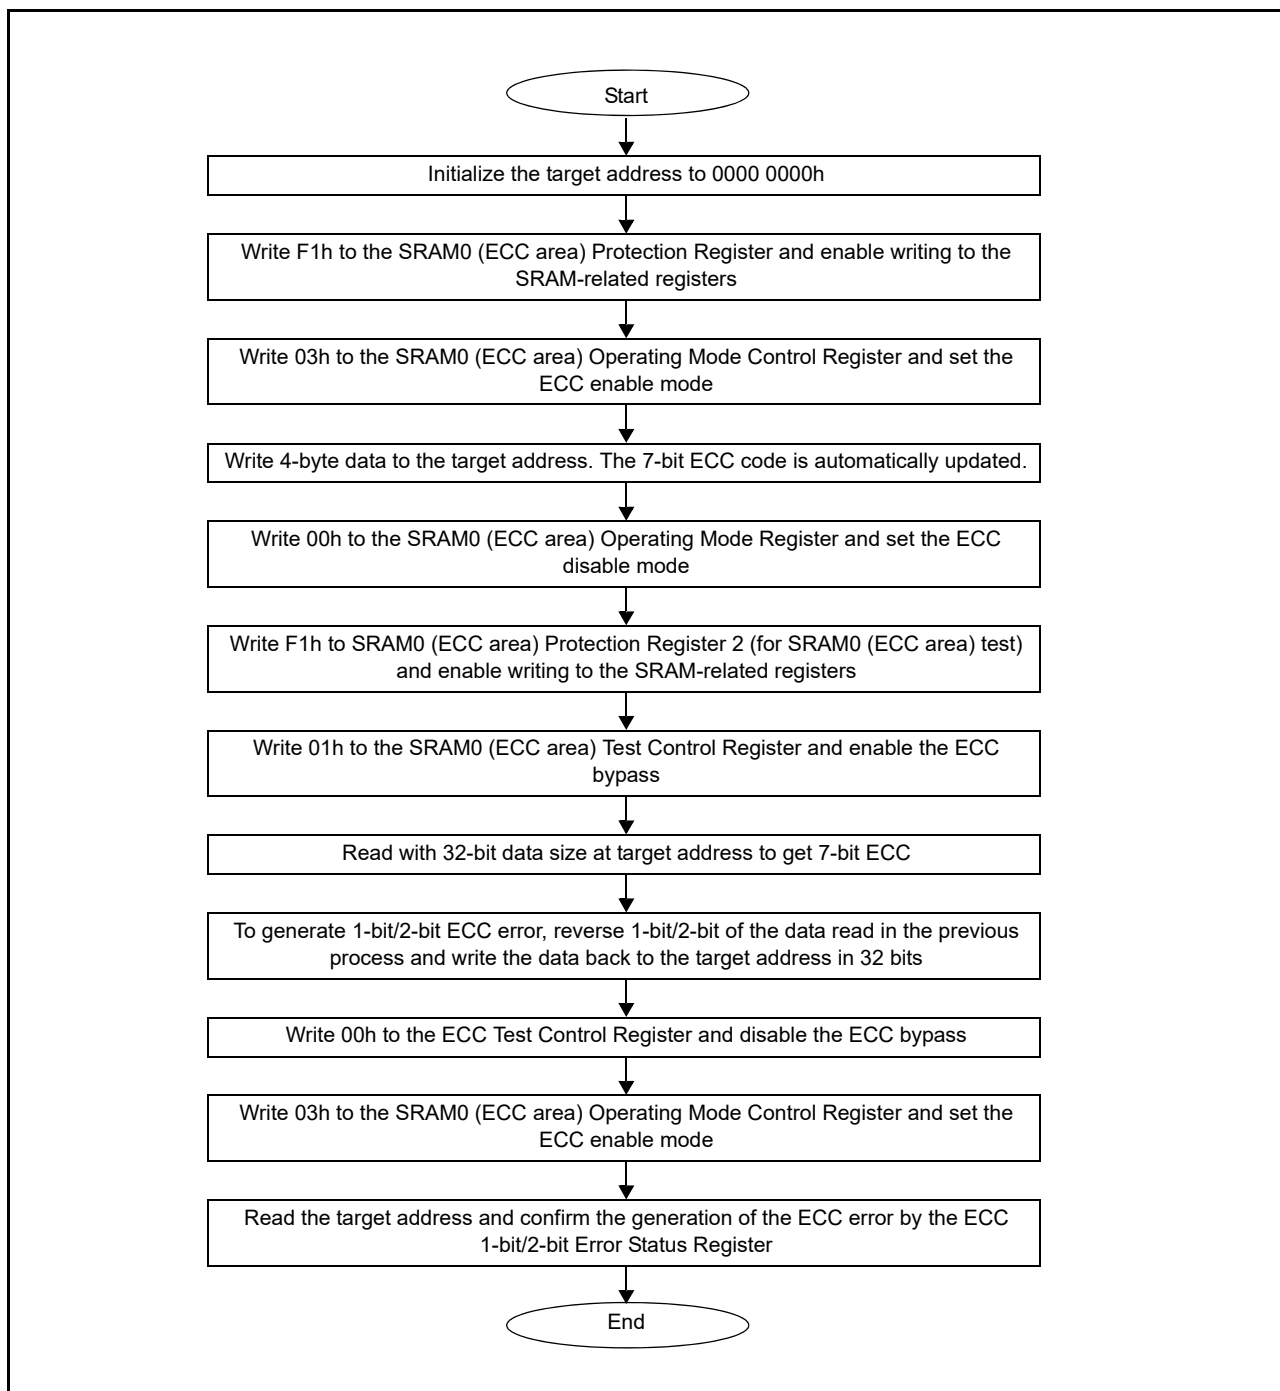 Start
Initialize the target address to 0000 0000h
Write F1h to the SRAM0 (ECC area) Protection Register and enable writing to the
SRAM-related registers
Write 03h to the SRAM0 (ECC area) Operating Mode Control Register and set the
ECC enable mode
Write 4-byte data to the target address. The 7-bit ECC code is automatically updated.
Write 00h to the SRAM0 (ECC area) Operating Mode Register and set the ECC
disable mode
Write F1h to SRAM0 (ECC area) Protection Register 2 (for SRAM0 (ECC area) test)
and enable writing to the SRAM-related registers
Write 01h to the SRAM0 (ECC area) Test Control Register and enable the ECC
bypass
Read with 32-bit data size at target address to get 7-bit ECC
To generate 1-bit/2-bit ECC error, reverse 1-bit/2-bit of the data read in the previous
process and write the data back to the target address in 32 bits
Write 00h to the ECC Test Control Register and disable the ECC bypass
Write 03h to the SRAM0 (ECC area) Operating Mode Control Register and set the
ECC enable mode
Read the target address and confirm the generation of the ECC error by the ECC
1-bit/2-bit Error Status Register
End